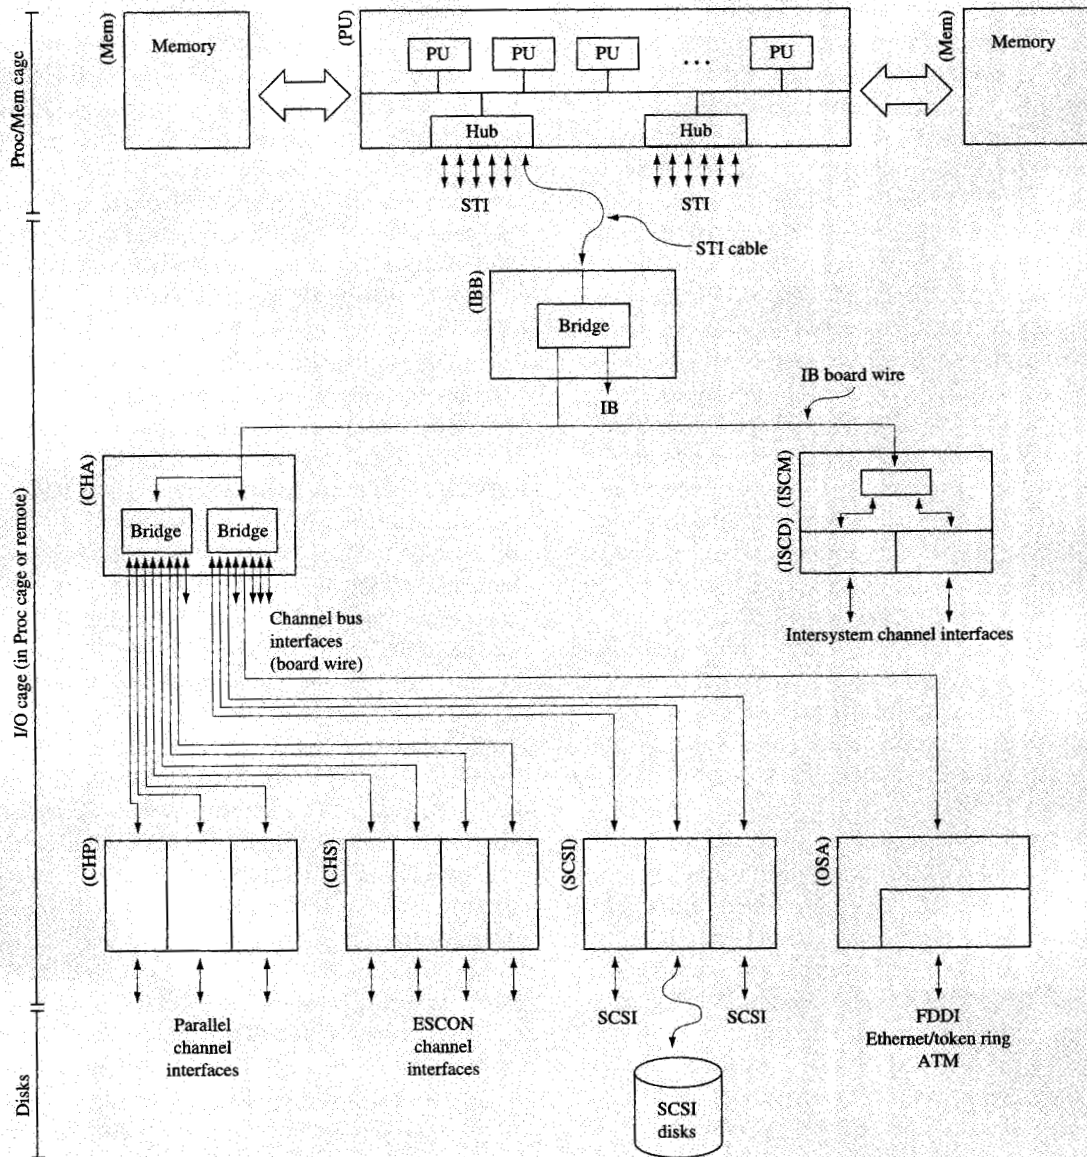 Proc/Mem cage
(Mem)
Memory
(PU)
PU
PU
PU
...
PU
Hub
Hub
(Mem)
Memory
STI
STI
STI cable
I/O cage (in Proc cage or remote)
(IBB)
Bridge
IB
IB board wire
(CHA)
Bridge
Bridge
Channel bus
interfaces
(board wire)
(ISCM)
(ISCD)
Intersystem channel interfaces
(CHP)
(CHS)
(SCSI)
(OSA)
Parallel
channel
interfaces
ESCON
channel
interfaces
SCSI
SCSI
FDDI
Ethernet/token ring
ATM
Disks
SCSI
disks